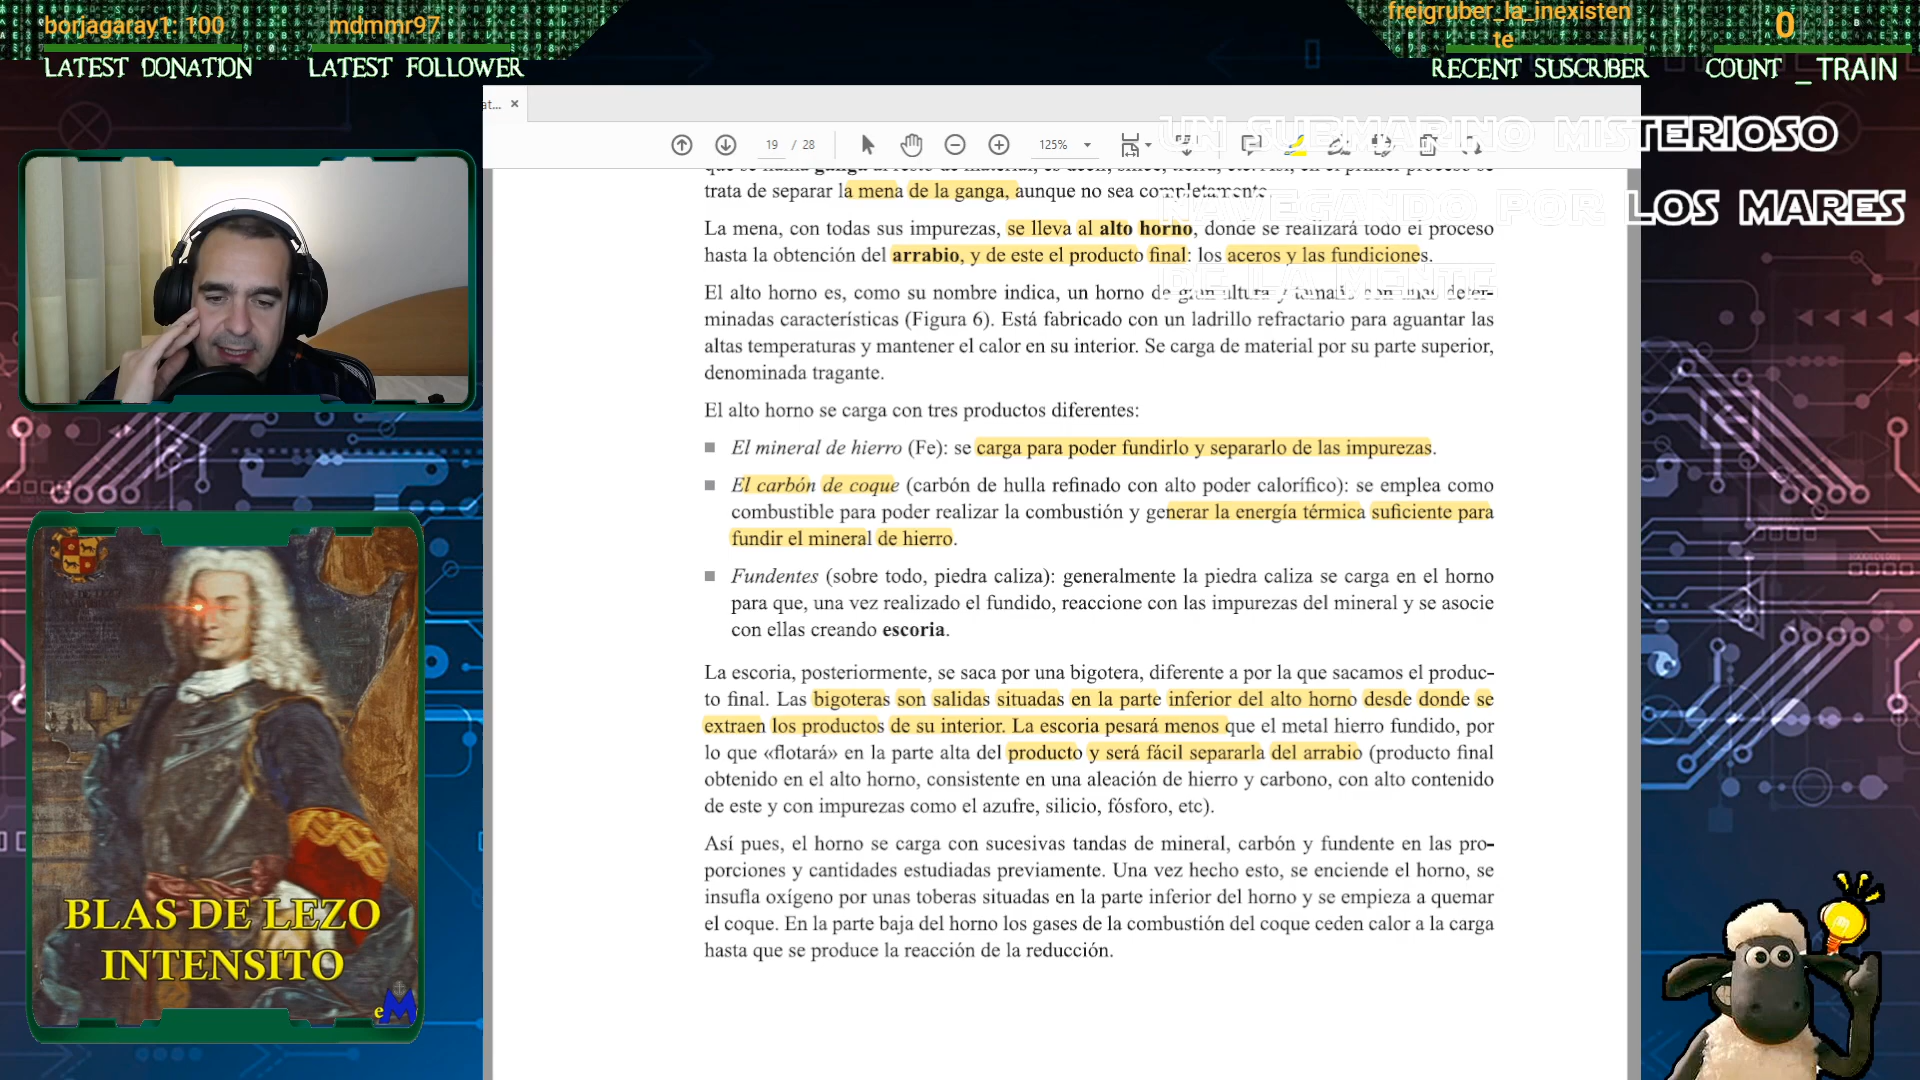 borjagaray1: 100
mdmmr97
freigruber_la_inexisten
te
0
LATEST DONATION
LATEST FOLLOWER
RECENT SUSCRIBER
COUNT _TRAIN
at... ×
19 / 28
125%
UN SUBMARINO MISTERIOSO
NAVEGANDO POR LOS MARES
DE LA MENTE
trata de separar la mena de la ganga, aunque no sea completamente.
La mena, con todas sus impurezas, se lleva al alto horno, donde se realizará todo el proceso
hasta la obtención del arrabio, y de este el producto final: los aceros y las fundiciones.
El alto horno es, como su nombre indica, un horno de gran altura y tamaño con unas deter-
minadas características (Figura 6). Está fabricado con un ladrillo refractario para aguantar las
altas temperaturas y mantener el calor en su interior. Se carga de material por su parte superior,
denominada tragante.
El alto horno se carga con tres productos diferentes:
El mineral de hierro (Fe): se carga para poder fundirlo y separarlo de las impurezas.
El carbón de coque (carbón de hulla refinado con alto poder calorífico): se emplea como
combustible para poder realizar la combustión y generar la energía térmica suficiente para
fundir el mineral de hierro.
Fundentes (sobre todo, piedra caliza): generalmente la piedra caliza se carga en el horno
para que, una vez realizado el fundido, reaccione con las impurezas del mineral y se asocie
con ellas creando escoria.
La escoria, posteriormente, se saca por una bigotera, diferente a por la que sacamos el produc-
to final. Las bigoteras son salidas situadas en la parte inferior del alto horno desde donde se
extraen los productos de su interior. La escoria pesará menos que el metal hierro fundido, por
lo que «flotará» en la parte alta del producto y será fácil separarla del arrabio (producto final
obtenido en el alto horno, consistente en una aleación de hierro y carbono, con alto contenido
de este y con impurezas como el azufre, silicio, fósforo, etc).
Así pues, el horno se carga con sucesivas tandas de mineral, carbón y fundente en las pro-
porciones y cantidades estudiadas previamente. Una vez hecho esto, se enciende el horno, se
insufla oxígeno por unas toberas situadas en la parte inferior del horno y se empieza a quemar
el coque. En la parte baja del horno los gases de la combustión del coque ceden calor a la carga
hasta que se produce la reacción de la reducción.
BLAS DE LEZO
INTENSITO
eM